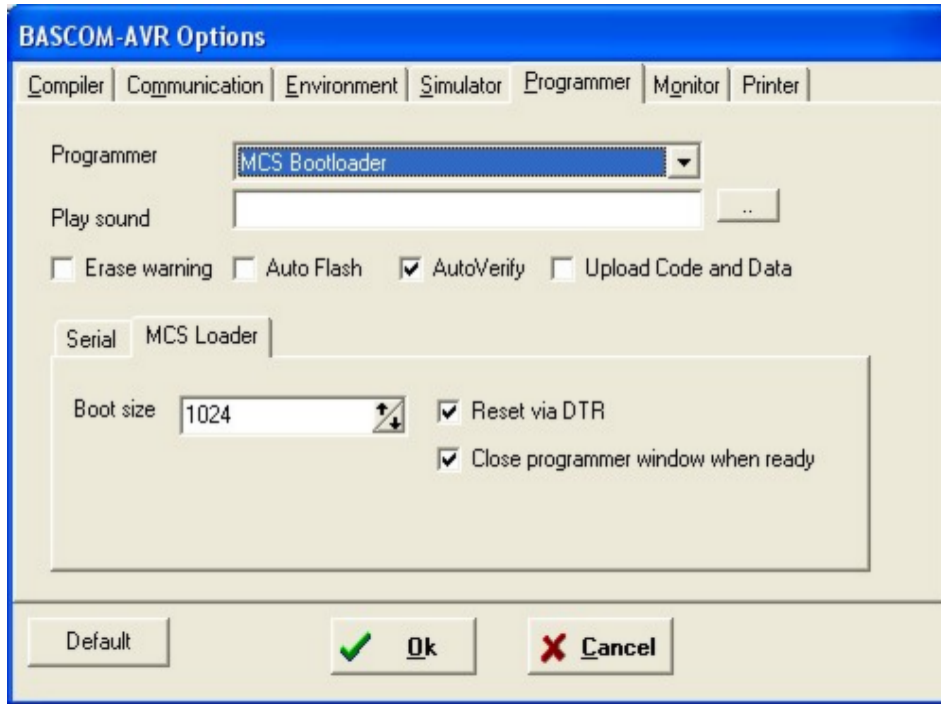 BASCOM-AVR Options
Compiler Communication Environment Simulator Programmer Monitor Printer
Programmer MCS Bootloader
Play sound ..
Erase warning Auto Flash AutoVerify Upload Code and Data
Serial MCS Loader
Boot size 1024 Reset via DTR
Close programmer window when ready
Default Ok Cancel